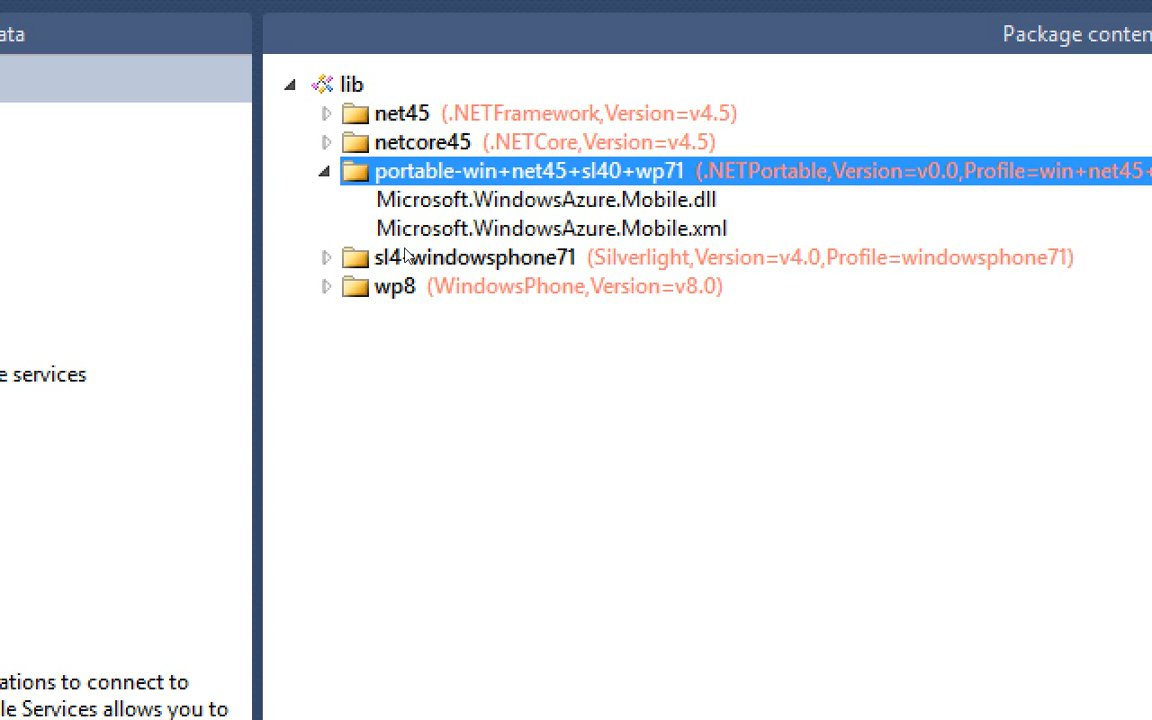 ata
Package conten
lib
net45 (.NETFramework,Version=v4.5)
netcore45 (.NETCore,Version=v4.5)
portable-win+net45+sl40+wp71 (.NETPortable,Version=v0.0,Profile=win+net45+
Microsoft.WindowsAzure.Mobile.dll
Microsoft.WindowsAzure.Mobile.xml
sl4-windowsphone71 (Silverlight,Version=v4.0,Profile=windowsphone71)
wp8 (WindowsPhone,Version=v8.0)
e services
ations to connect to
le Services allows you to